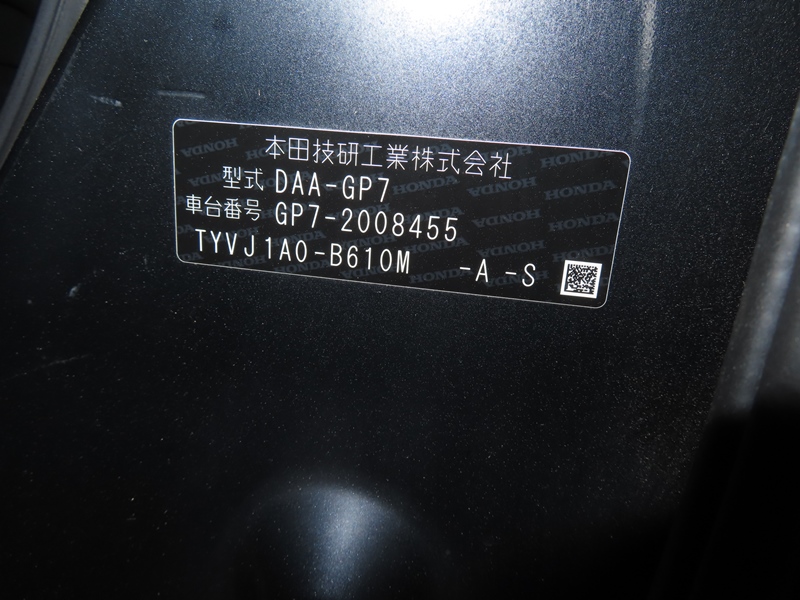 本田技研工業株式会社
型式 DAA-GP7
車台番号 GP7-2008455
TYVJ1A0-B610M -A -S